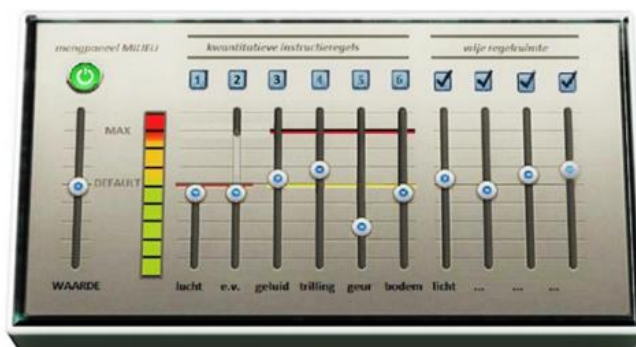 mengpaneel MILIEU
kwantitatieve instructieregels
vrije regelruimte
1 2 3 4 5 6
MAX
DEFAULT
WAARDE
lucht e.v. geluid trilling geur bodem licht ... ... ...